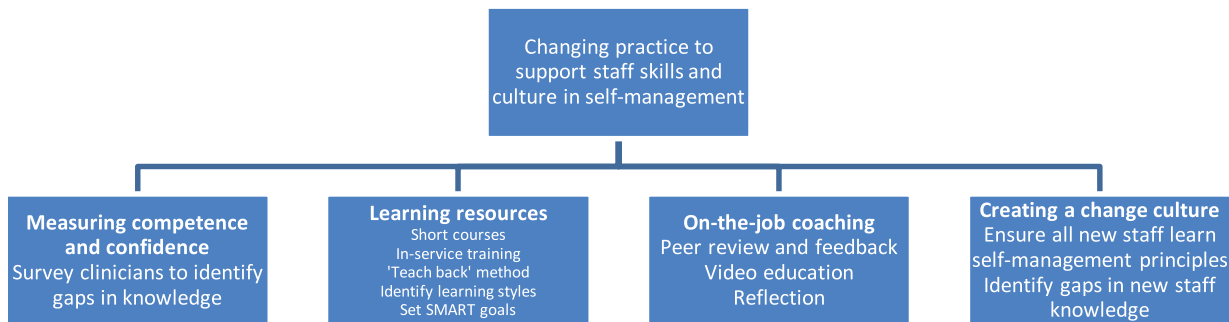 Changing practice to
support staff skills and
culture in self-management
Measuring competence
and confidence
Survey clinicians to identify
gaps in knowledge
Learning resources
Short courses
In-service training
'Teach back' method
Identify learning styles
Set SMART goals
On-the-job coaching
Peer review and feedback
Video education
Reflection
Creating a change culture
Ensure all new staff learn
self-management principles
Identify gaps in new staff
knowledge